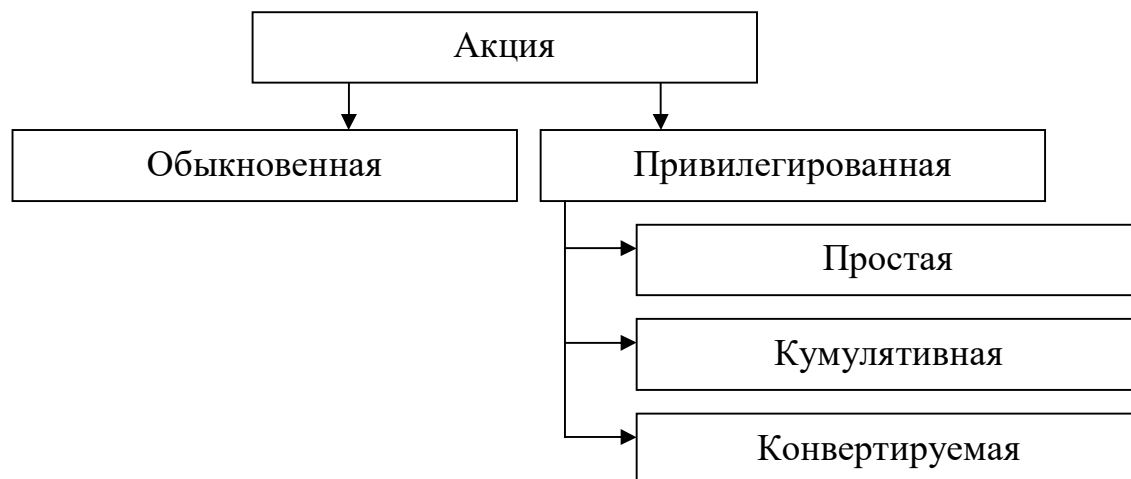 Акция
Обыкновенная
Привилегированная
Простая
Кумулятивная
Конвертируемая